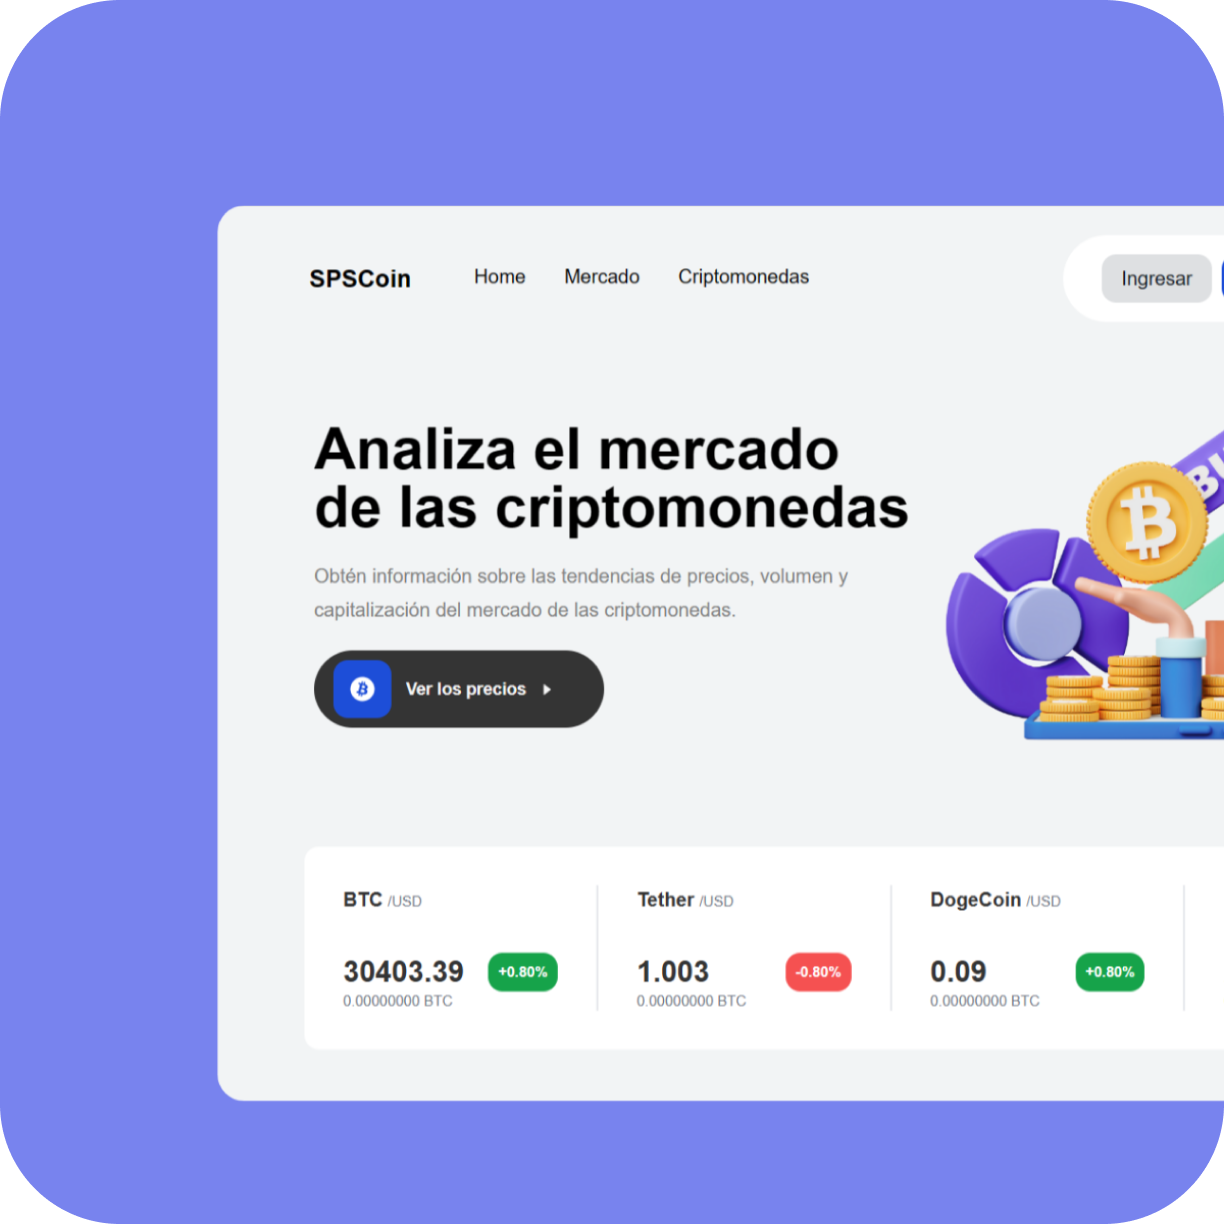 SPSCoin Home Mercado Criptomonedas Ingresar
Analiza el mercado
de las criptomonedas
Obtén información sobre las tendencias de precios, volumen y
capitalización del mercado de las criptomonedas.
Ver los precios
BTC /USD
30403.39 +0.80%
0.00000000 BTC
Tether /USD
1.003 -0.80%
0.00000000 BTC
DogeCoin /USD
0.09 +0.80%
0.00000000 BTC